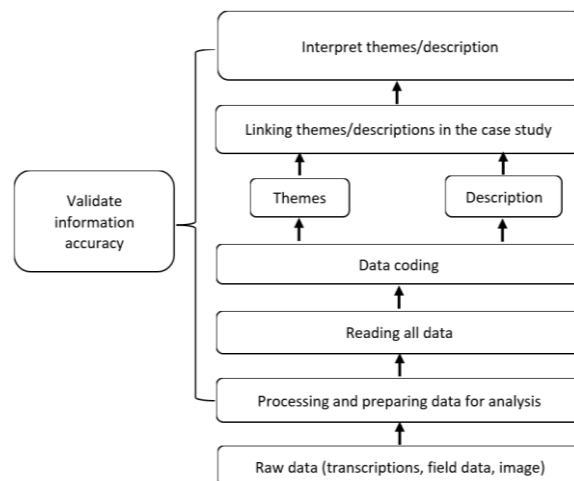 Interpret themes/description
Linking themes/descriptions in the case study
Validate
information
accuracy
Themes
Description
Data coding
Reading all data
Processing and preparing data for analysis
Raw data (transcriptions, field data, image)